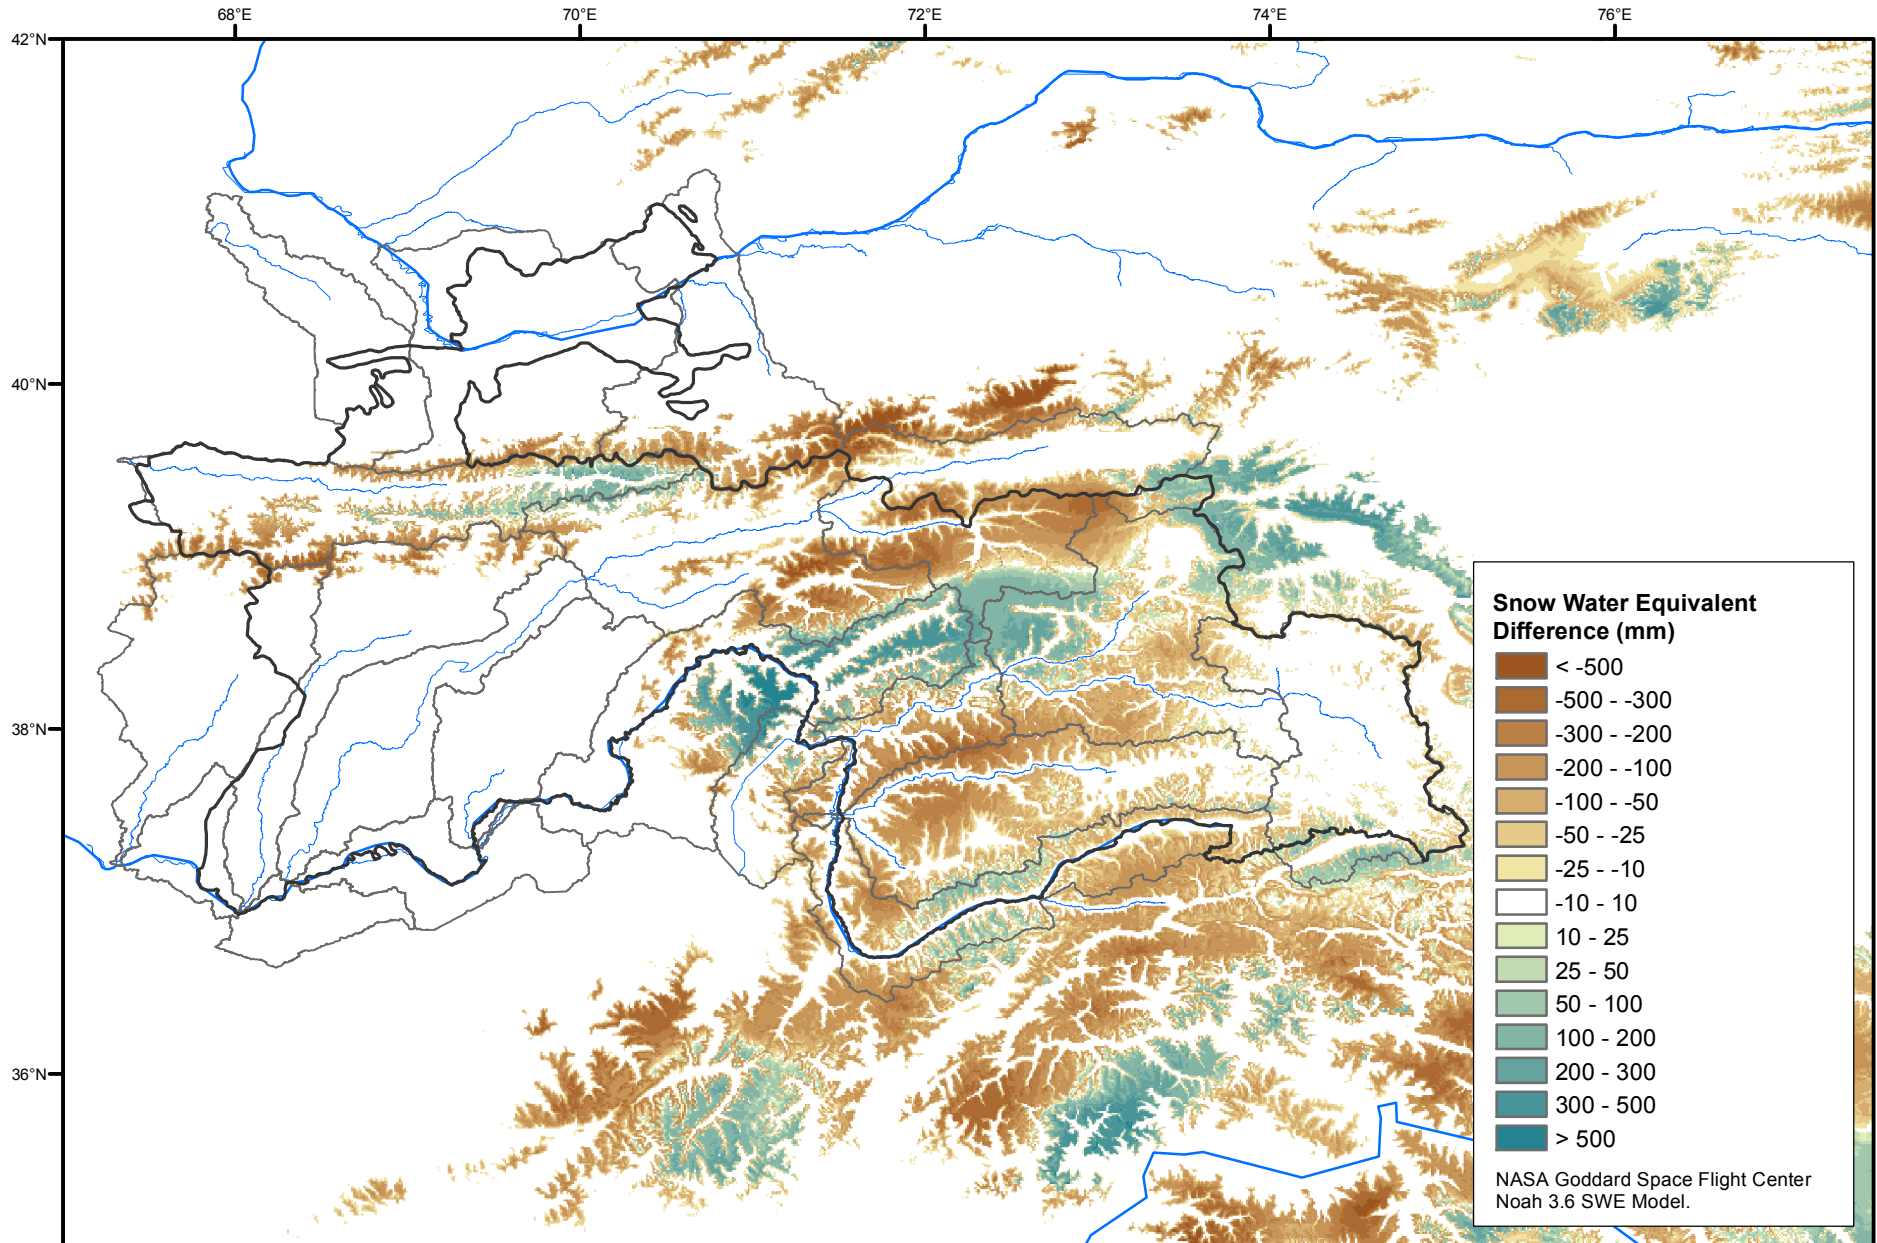 68°E
70°E
72°E
74°E
76°E
42°N
40°N
38°N
36°N
Snow Water Equivalent
Difference (mm)
< -500
-500 - -300
-300 - -200
-200 - -100
-100 - -50
-50 - -25
-25 - -10
-10 - 10
10 - 25
25 - 50
50 - 100
100 - 200
200 - 300
300 - 500
> 500
NASA Goddard Space Flight Center
Noah 3.6 SWE Model.